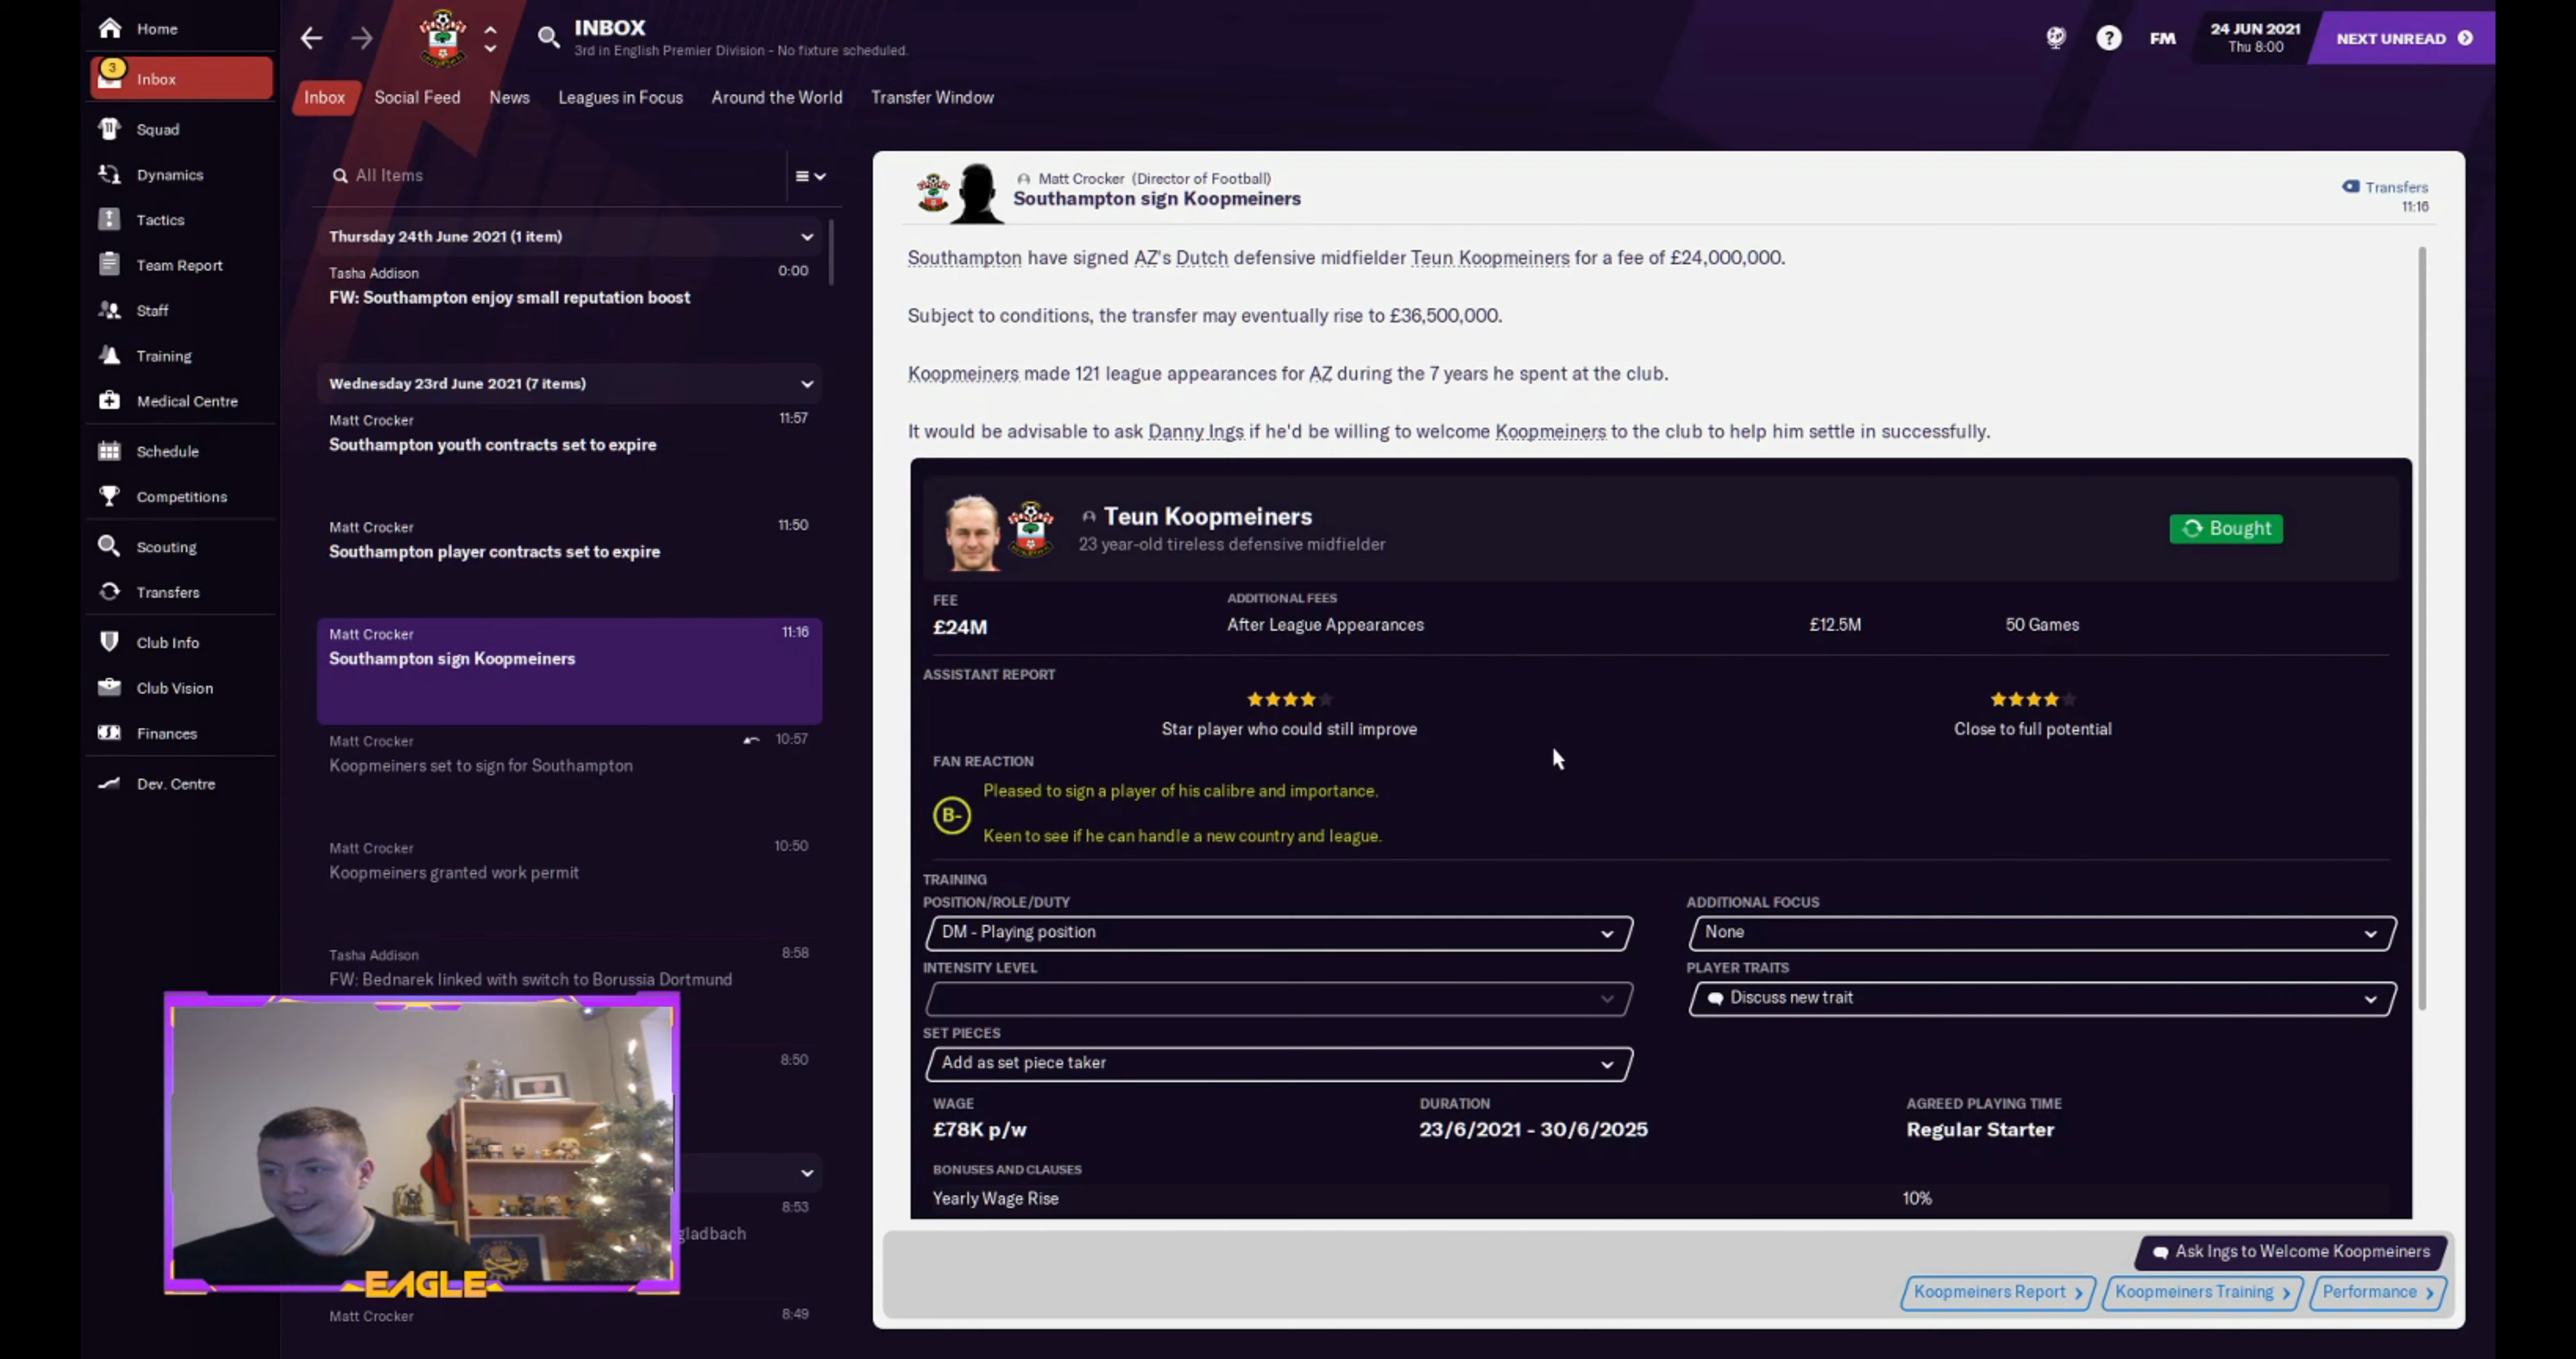 Home
3
Inbox
Squad
Dynamics
Tactics
Team Report
Staff
Training
Medical Centre
Schedule
Competitions
Scouting
Transfers
Club Info
Club Vision
Finances
Dev. Centre
INBOX
3rd in English Premier Division - No fixture scheduled.
?
FM
24 JUN 2021
Thu 8:00
NEXT UNREAD
Inbox
Social Feed
News
Leagues in Focus
Around the World
Transfer Window
All Items
Thursday 24th June 2021 (1 item)
Tasha Addison 0:00
FW: Southampton enjoy small reputation boost
Wednesday 23rd June 2021 (7 items)
Matt Crocker 11:57
Southampton youth contracts set to expire
Matt Crocker 11:50
Southampton player contracts set to expire
Matt Crocker 11:16
Southampton sign Koopmeiners
Matt Crocker 10:57
Koopmeiners set to sign for Southampton
Matt Crocker 10:50
Koopmeiners granted work permit
Tasha Addison 8:58
FW: Bednarek linked with switch to Borussia Dortmund
8:50
8:53
gladbach
EAGLE
Matt Crocker 8:49
Matt Crocker (Director of Football)
Southampton sign Koopmeiners
Transfers
11:16
Southampton have signed AZ's Dutch defensive midfielder Teun Koopmeiners for a fee of £24,000,000.
Subject to conditions, the transfer may eventually rise to £36,500,000.
Koopmeiners made 121 league appearances for AZ during the 7 years he spent at the club.
It would be advisable to ask Danny Ings if he'd be willing to welcome Koopmeiners to the club to help him settle in successfully.
Teun Koopmeiners
23 year-old tireless defensive midfielder
Bought
FEE
£24M
ADDITIONAL FEES
After League Appearances £12.5M 50 Games
ASSISTANT REPORT
Star player who could still improve
Close to full potential
FAN REACTION
B-
Pleased to sign a player of his calibre and importance.
Keen to see if he can handle a new country and league.
TRAINING
POSITION/ROLE/DUTY
DM - Playing position
ADDITIONAL FOCUS
None
INTENSITY LEVEL
PLAYER TRAITS
Discuss new trait
SET PIECES
Add as set piece taker
WAGE
£78K p/w
DURATION
23/6/2021 - 30/6/2025
AGREED PLAYING TIME
Regular Starter
BONUSES AND CLAUSES
Yearly Wage Rise 10%
Ask Ings to Welcome Koopmeiners
Koopmeiners Report
Koopmeiners Training
Performance